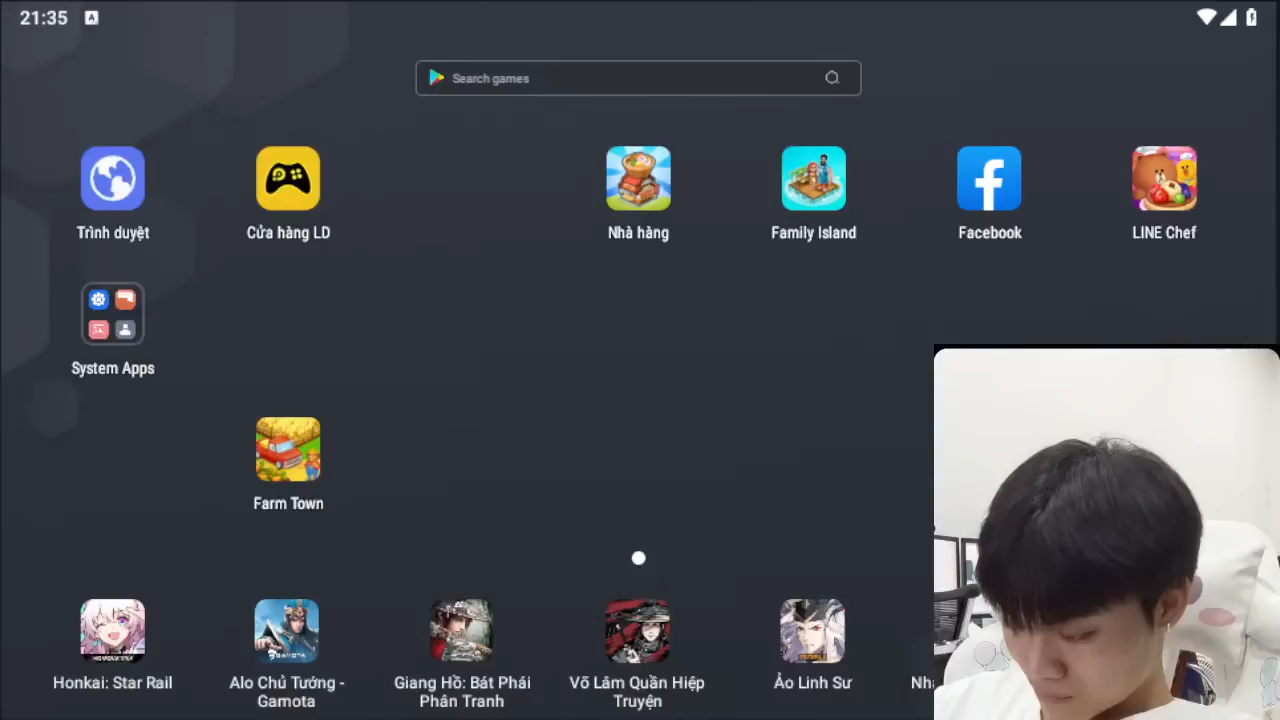 21:35
Search games
Trình duyệt
Cửa hàng LD
Nhà hàng
Family Island
Facebook
LINE Chef
System Apps
Farm Town
Honkai: Star Rail
Alo Chủ Tướng -
Gamota
Giang Hồ: Bát Phái
Phân Tranh
Võ Lâm Quần Hiệp
Truyện
Ảo Linh Sư